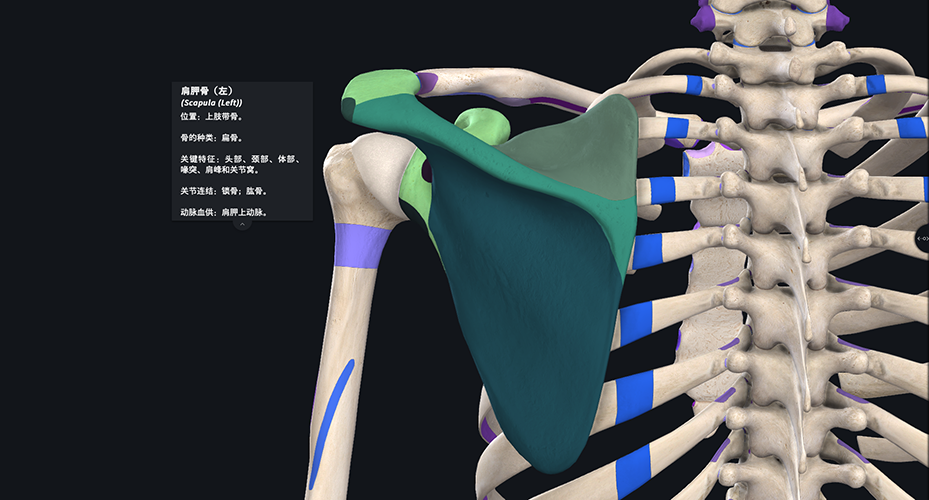 肩胛骨（左）
(Scapula (Left))
位置：上肢带骨。
骨的种类：扁骨。
关键特征：头部、颈部、体部、
喙突、肩峰和关节窝。
关节连结：锁骨；肱骨。
动脉血供：肩胛上动脉。